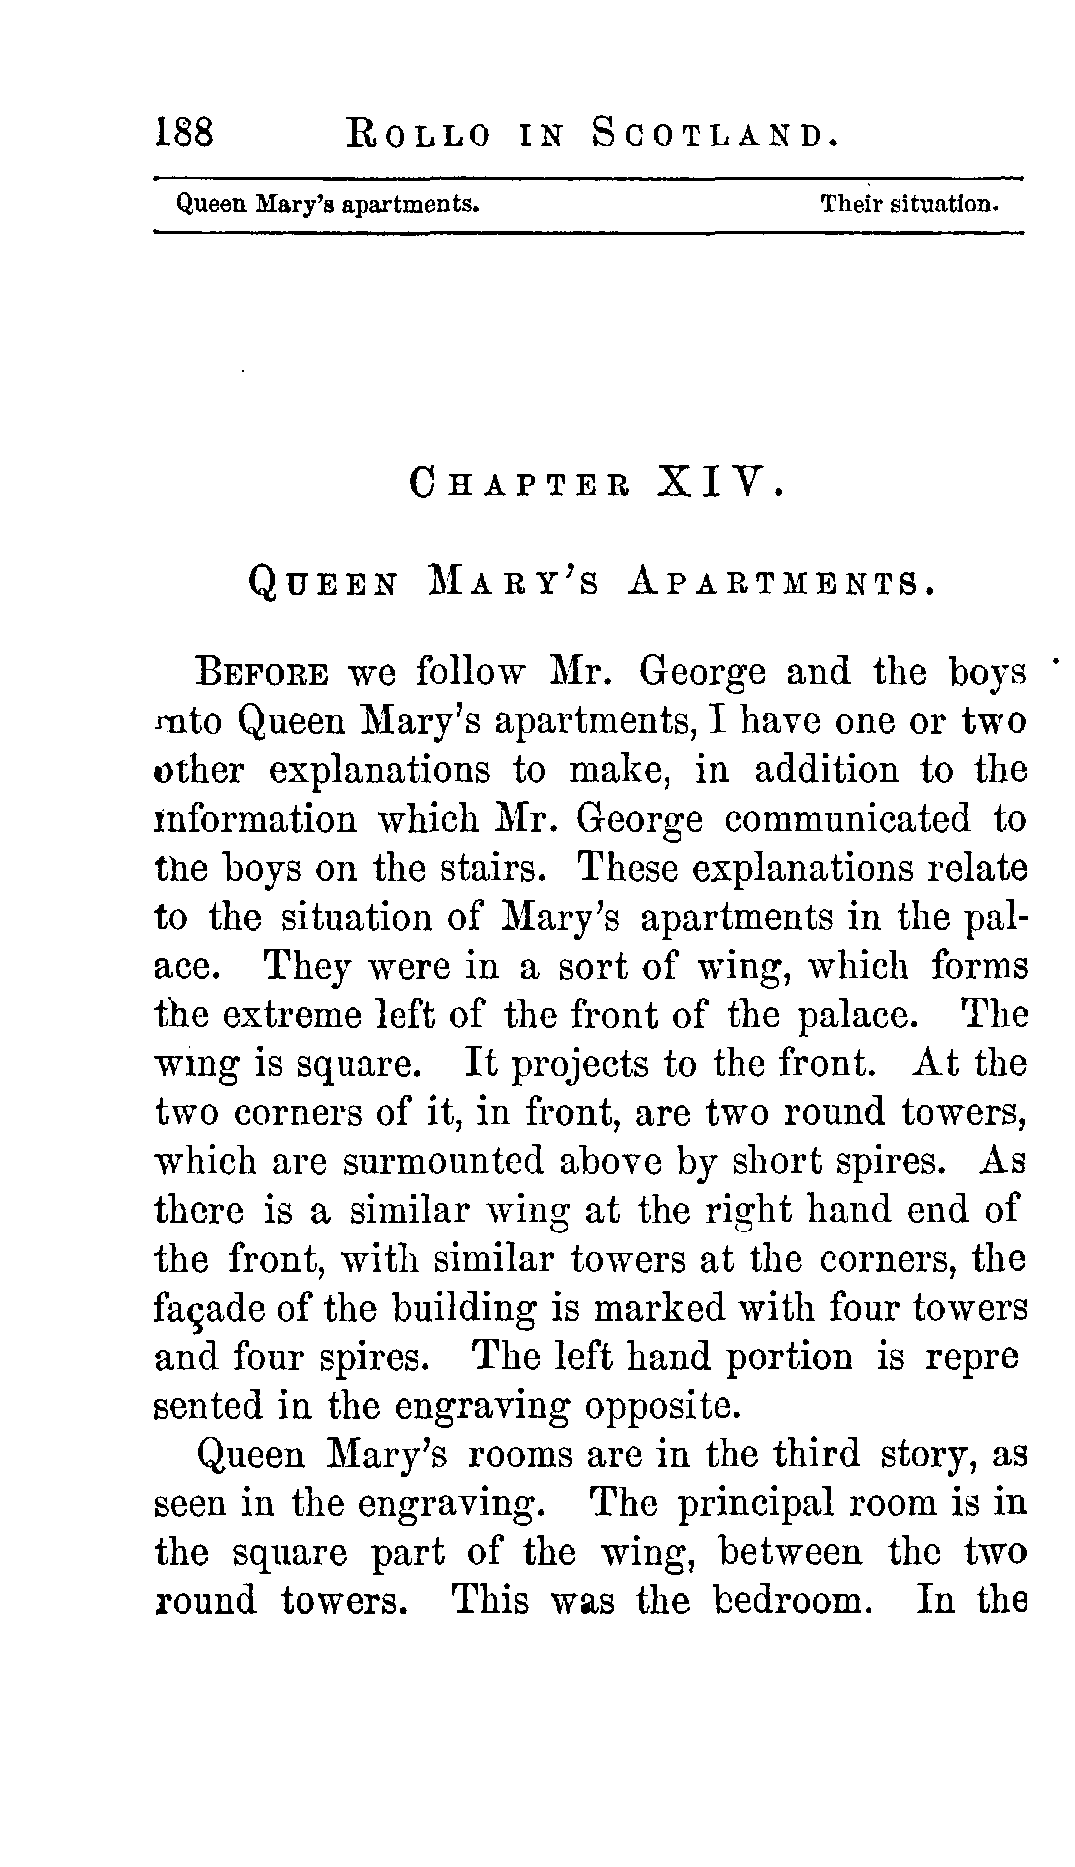 188 ROLLO IN SCOTLAND.
Queen Mary's apartments. Their situation.
CHAPTER XIV.
QUEEN MARY'S APARTMENTS.
BEFORE we follow Mr. George and the boys
into Queen Mary's apartments, I have one or two
other explanations to make, in addition to the
information which Mr. George communicated to
the boys on the stairs. These explanations relate
to the situation of Mary's apartments in the pal-
ace. They were in a sort of wing, which forms
the extreme left of the front of the palace. The
wing is square. It projects to the front. At the
two corners of it, in front, are two round towers,
which are surmounted above by short spires. As
there is a similar wing at the right hand end of
the front, with similar towers at the corners, the
façade of the building is marked with four towers
and four spires. The left hand portion is repre
sented in the engraving opposite.
Queen Mary's rooms are in the third story, as
seen in the engraving. The principal room is in
the square part of the wing, between the two
round towers. This was the bedroom. In the